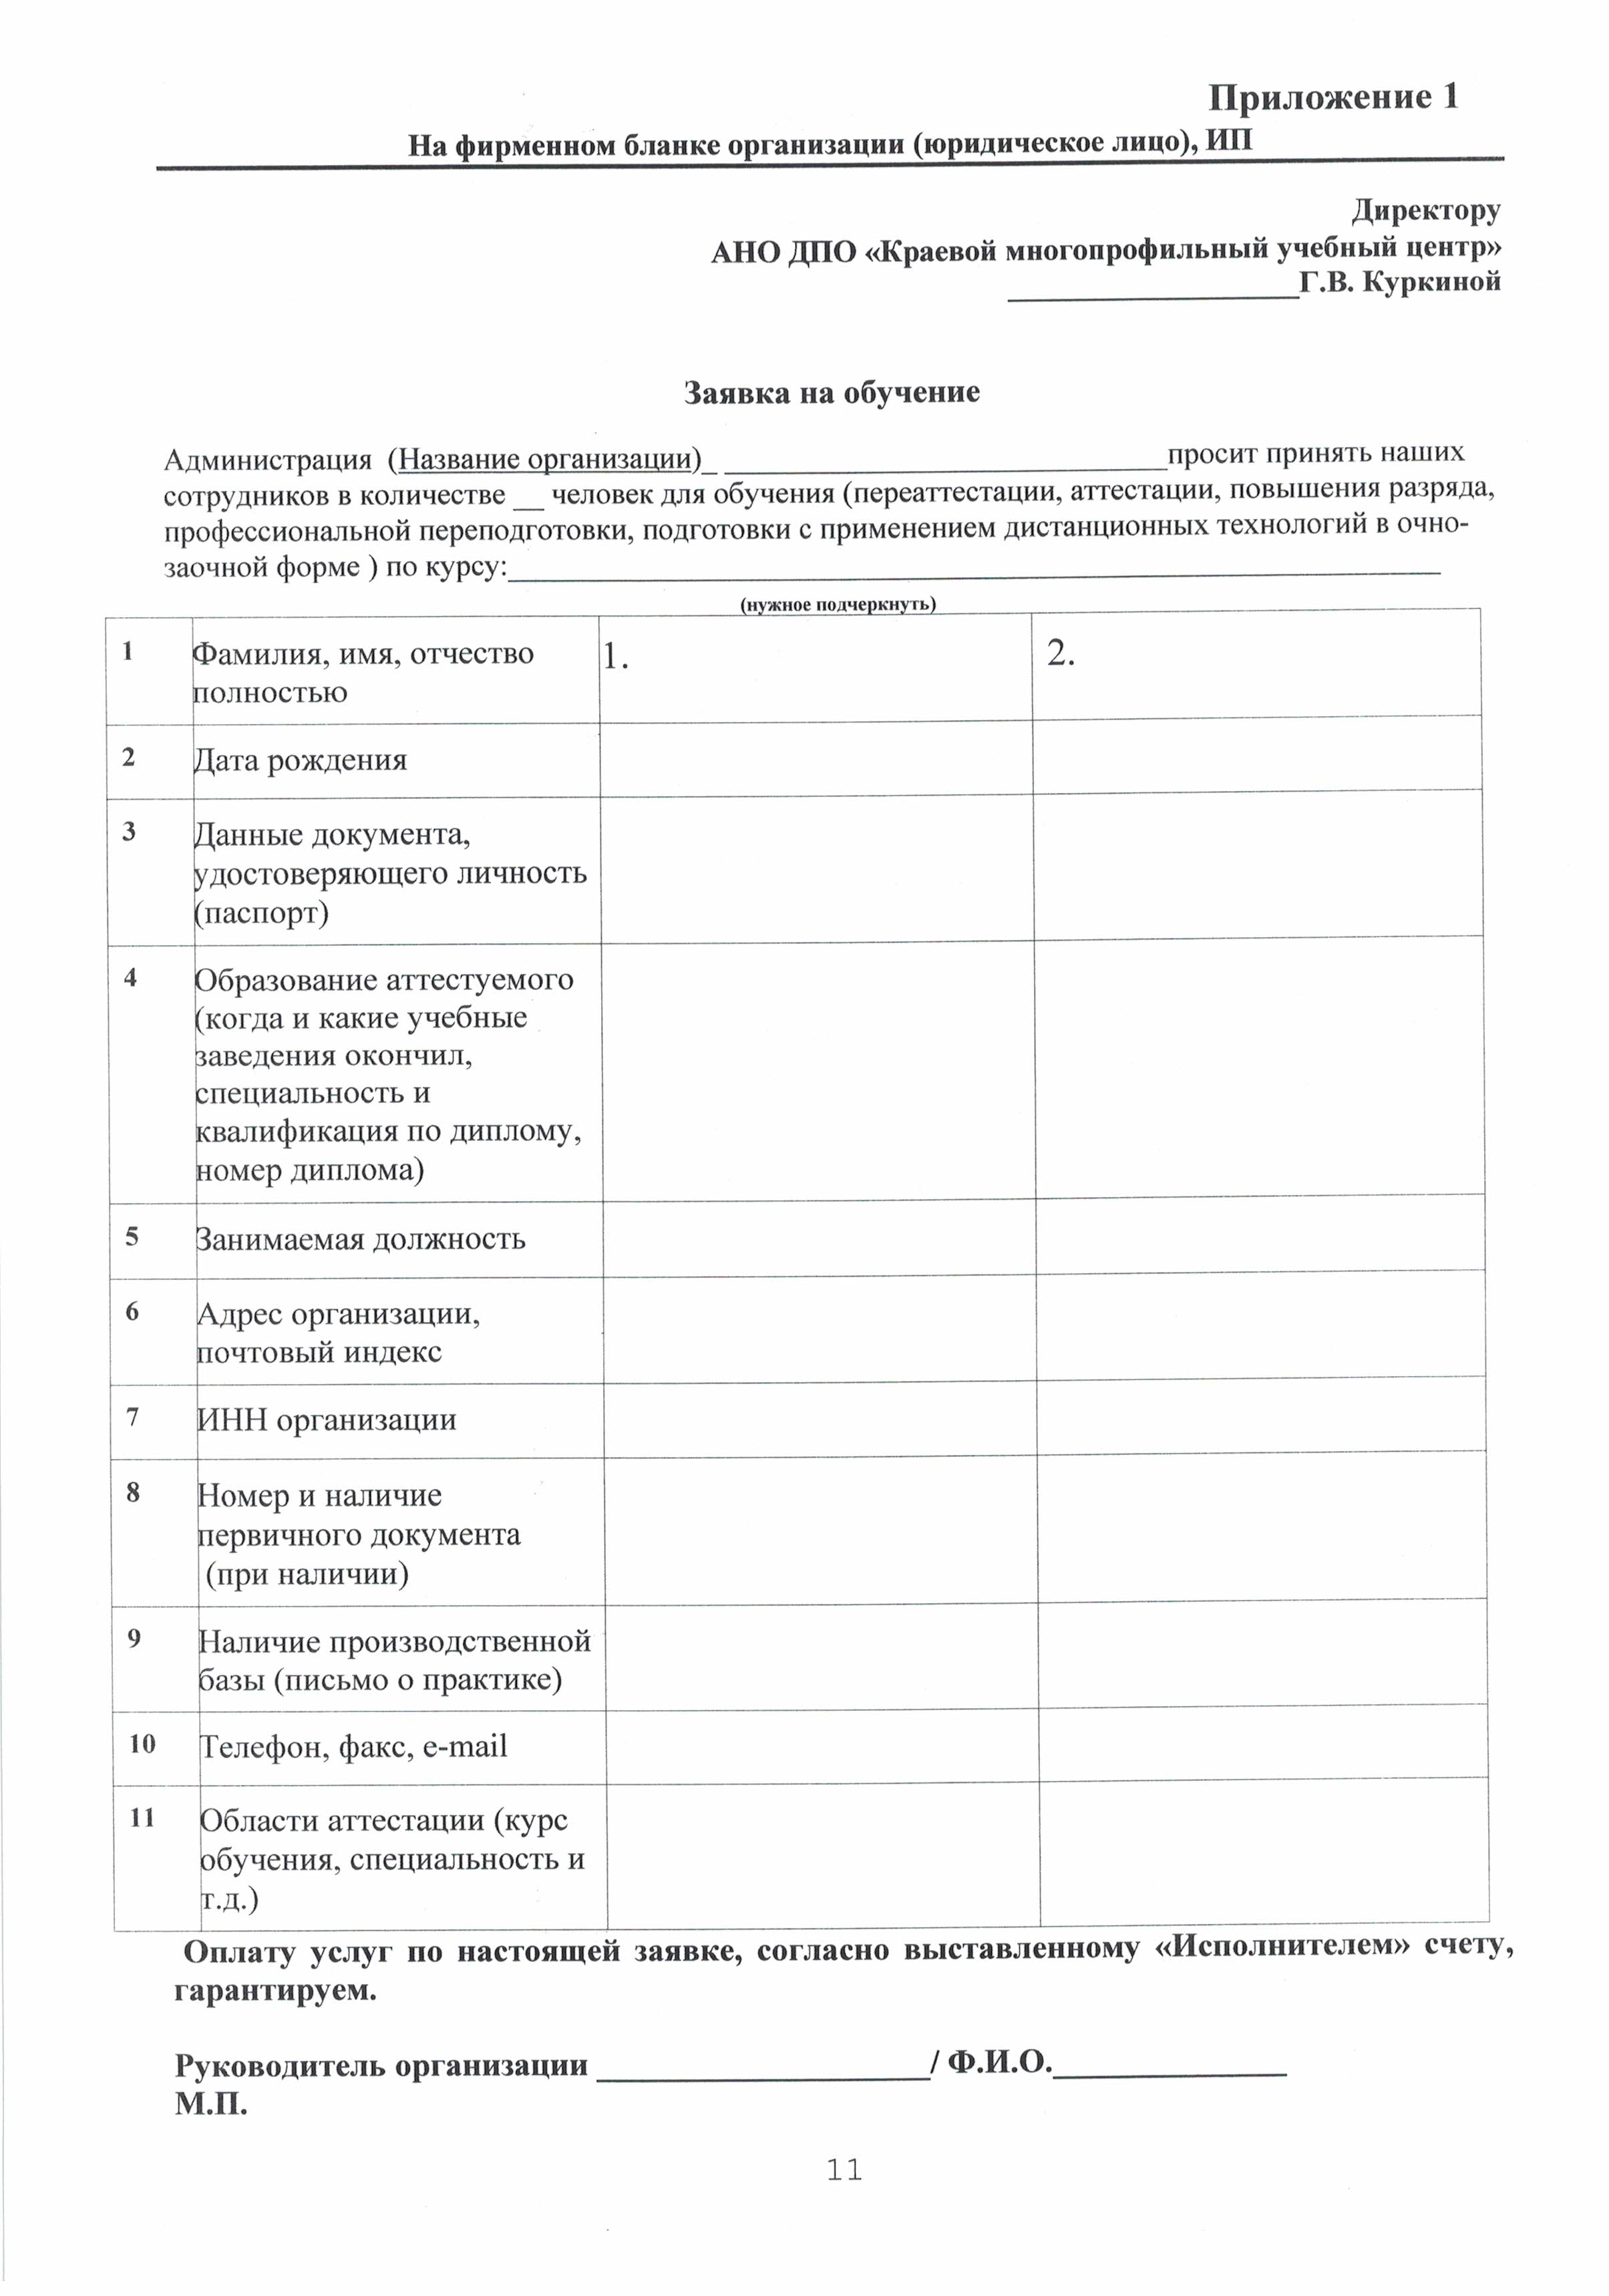 Приложение 1
На фирменном бланке организации (юридическое лицо), ИП
Директору
АНО ДПО «Краевой многопрофильный учебный центр»
____________________Г.В. Куркиной
Заявка на обучение
Администрация (Название организации)_ ______________________________просит принять наших
сотрудников в количестве __ человек для обучения (переаттестации, аттестации, повышения разряда,
профессиональной переподготовки, подготовки с применением дистанционных технологий в очно-
заочной форме ) по курсу:______________________________________________________________
(нужное подчеркнуть)
1 Фамилия, имя, отчество 1. 2.
полностью
2 Дата рождения
3 Данные документа,
удостоверяющего личность
(паспорт)
4 Образование аттестуемого
(когда и какие учебные
заведения окончил,
специальность и
квалификация по диплому,
номер диплома)
5 Занимаемая должность
6 Адрес организации,
почтовый индекс
7 ИНН организации
8 Номер и наличие
первичного документа
(при наличии)
9 Наличие производственной
базы (письмо о практике)
10 Телефон, факс, e-mail
11 Области аттестации (курс
обучения, специальность и
т.д.)
Оплату услуг по настоящей заявке, согласно выставленному «Исполнителем» счету,
гарантируем.
Руководитель организации ____________________/ Ф.И.О.______________
М.П.
11